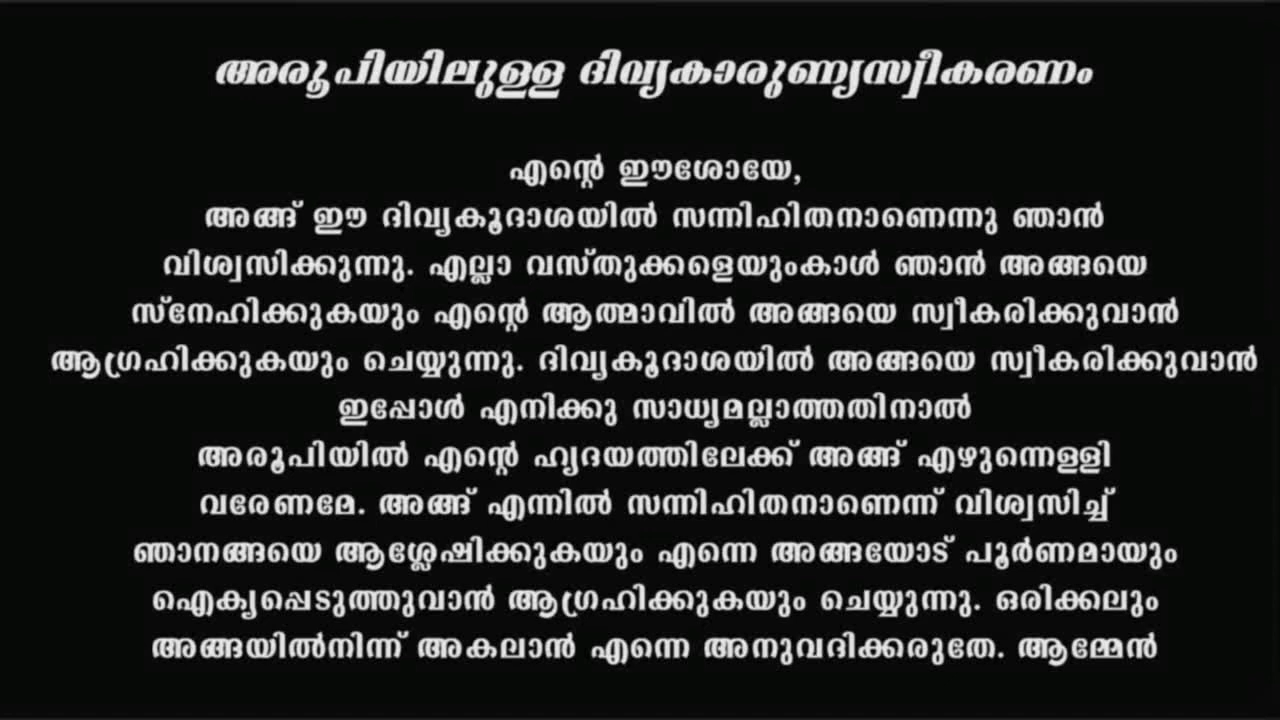 അരൂപിയിലുള്ള ദിവ്യകാരുണ്യസ്വീകരണം
എന്റെ ഈശോയേ,
അങ്ങ് ഈ ദിവ്യകൂദാശയിൽ സന്നിഹിതനാണെന്നു ഞാൻ
വിശ്വസിക്കുന്നു. എല്ലാ വസ്തുക്കളെയുംകാൾ ഞാൻ അങ്ങയെ
സ്നേഹിക്കുകയും എന്റെ ആത്മാവിൽ അങ്ങയെ സ്വീകരിക്കുവാൻ
ആഗ്രഹിക്കുകയും ചെയ്യുന്നു. ദിവ്യകൂദാശയിൽ അങ്ങയെ സ്വീകരിക്കുവാൻ
ഇപ്പോൾ എനിക്കു സാധ്യമല്ലാത്തതിനാൽ
അരൂപിയിൽ എന്റെ ഹൃദയത്തിലേക്ക് അങ്ങ് എഴുന്നെള്ളി
വരേണമേ. അങ്ങ് എന്നിൽ സന്നിഹിതനാണെന്ന് വിശ്വസിച്ച്
ഞാനങ്ങയെ ആശ്ലേഷിക്കുകയും എന്നെ അങ്ങയോട് പൂർണമായും
ഐക്യപ്പെടുത്തുവാൻ ആഗ്രഹിക്കുകയും ചെയ്യുന്നു. ഒരിക്കലും
അങ്ങയിൽനിന്ന് അകലാൻ എന്നെ അനുവദിക്കരുതേ. ആമ്മേൻ